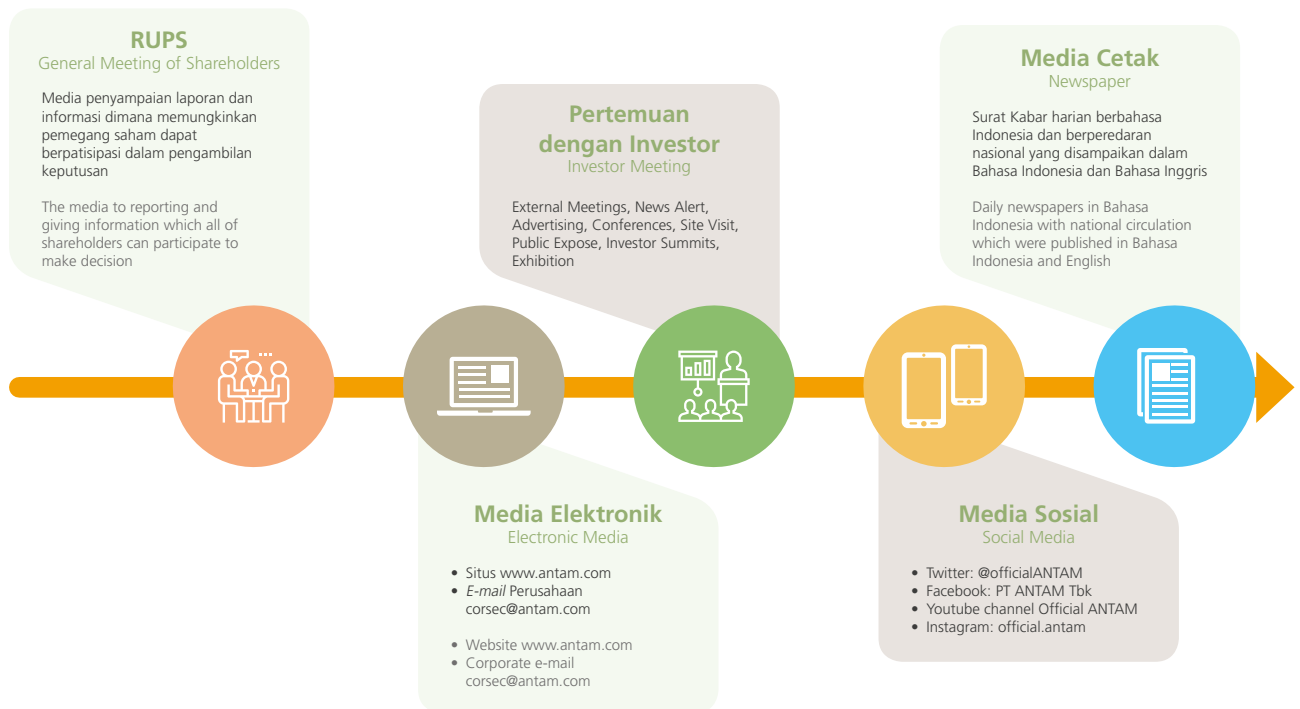 RUPS
General Meeting of Shareholders
Media penyampaian laporan dan
informasi dimana memungkinkan
pemegang saham dapat
berpatisipasi dalam pengambilan
keputusan
The media to reporting and
giving information which all of
shareholders can participate to
make decision
Media Elektronik
Electronic Media
• Situs www.antam.com
• E-mail Perusahaan
corsec@antam.com
• Website www.antam.com
• Corporate e-mail
corsec@antam.com
Pertemuan
dengan Investor
Investor Meeting
External Meetings, News Alert,
Advertising, Conferences, Site Visit,
Public Expose, Investor Summits,
Exhibition
Media Sosial
Social Media
• Twitter: @officialANTAM
• Facebook: PT ANTAM Tbk
• Youtube channel Official ANTAM
• Instagram: official.antam
Media Cetak
Newspaper
Surat Kabar harian berbahasa
Indonesia dan berperedaran
nasional yang disampaikan dalam
Bahasa Indonesia dan Bahasa Inggris
Daily newspapers in Bahasa
Indonesia with national circulation
which were published in Bahasa
Indonesia and English